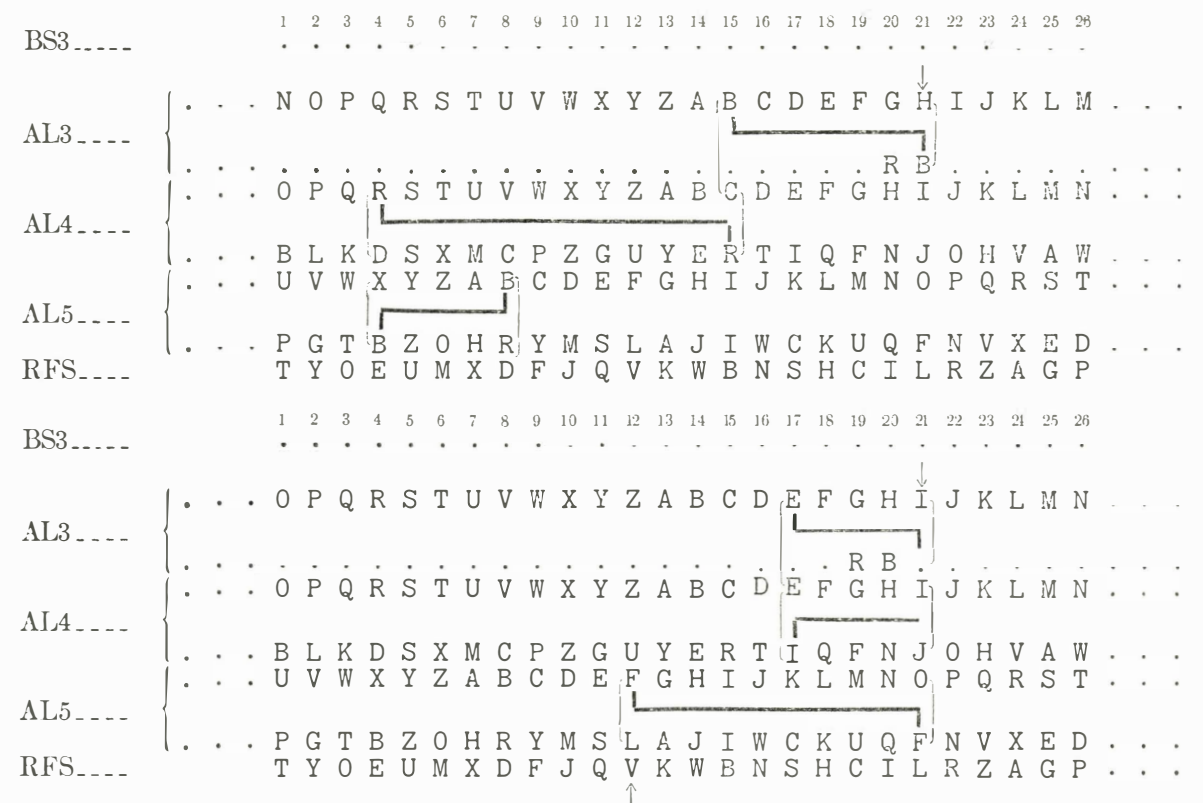 1 2 3 4 5 6 7 8 9 10 11 12 13 14 15 16 17 18 19 20 21 22 23 24 25 26
BS3----- . . . . . . . . . . . . . . . . . . . . . . . . . .
. . . N O P Q R S T U V W X Y Z A B C D E F G H I J K L M . . .
AL3----
R B
. . . O P Q R S T U V W X Y Z A B C D E F G H I J K L M N . . .
AL4----
. . . B L K D S X M C P Z G U Y E R T I Q F N J O H V A W . . .
. . . U V W X Y Z A B C D E F G H I J K L M N O P Q R S T . . .
AL5----
. . . P G T B Z O H R Y M S L A J I W C K U Q F N V X E D . . .
RFS---- T Y O E U M X D F J Q V K W B N S H C I L R Z A G P
1 2 3 4 5 6 7 8 9 10 11 12 13 14 15 16 17 18 19 20 21 22 23 24 25 26
BS3----- . . . . . . . . . . . . . . . . . . . . . . . . . .
. . . O P Q R S T U V W X Y Z A B C D E F G H I J K L M N . . .
AL3----
R B
. . . O P Q R S T U V W X Y Z A B C D E F G H I J K L M N . . .
AL4----
. . . B L K D S X M C P Z G U Y E R T I Q F N J O H V A W . . .
. . . U V W X Y Z A B C D E F G H I J K L M N O P Q R S T . . .
AL5----
. . . P G T B Z O H R Y M S L A J I W C K U Q F N V X E D . . .
RFS---- T Y O E U M X D F J Q V K W B N S H C I L R Z A G P . . .